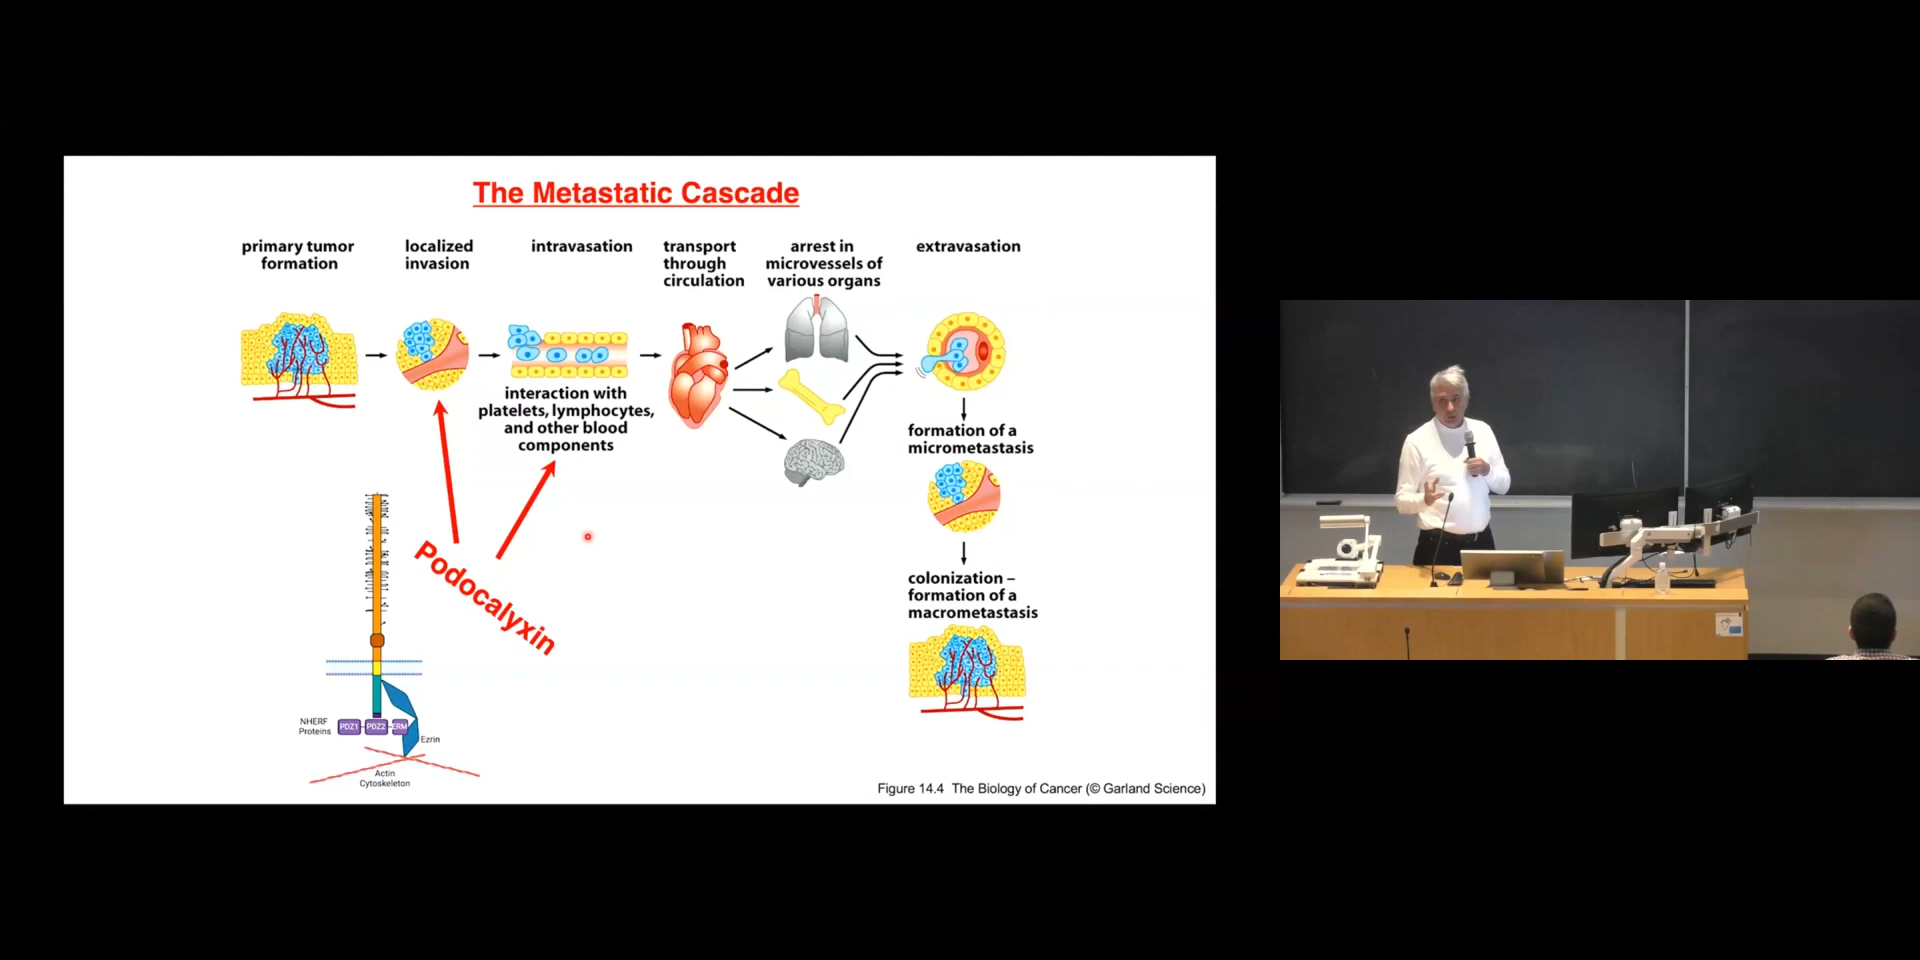 The Metastatic Cascade
primary tumor
formation
localized
invasion
intravasation
transport
through
circulation
arrest in
microvessels of
various organs
extravasation
interaction with
platelets, lymphocytes,
and other blood
components
formation of a
micrometastasis
colonization –
formation of a
macrometastasis
Podocalyxin
NHERF
Proteins
PDZ1
PDZ2
ERM
Ezrin
Actin
Cytoskeleton
Figure 14.4 The Biology of Cancer (© Garland Science)